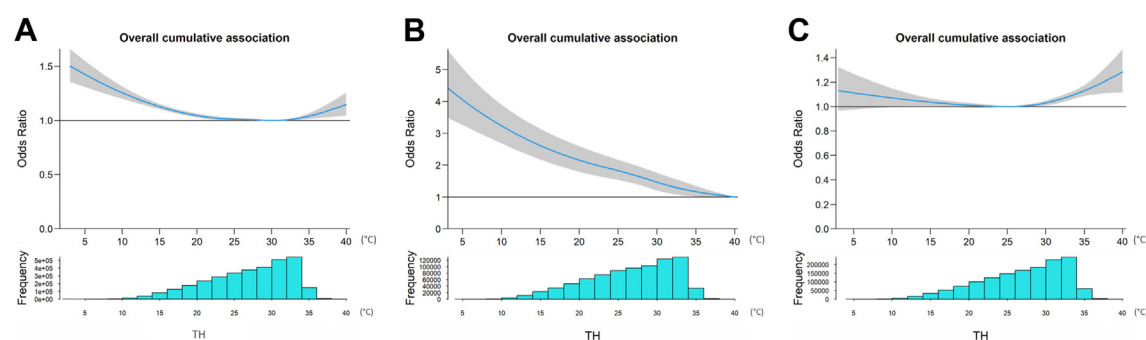 A
Overall cumulative association
Odds Ratio
1.5
1.0
0.5
0.0
5 10 15 20 25 30 35 40 (°C)
Frequency
5e+05
4e+05
3e+05
2e+05
1e+05
0e+00
5 10 15 20 25 30 35 40 (°C)
TH
B
Overall cumulative association
Odds Ratio
5
4
3
2
1
0
5 10 15 20 25 30 35 40 (°C)
Frequency
120000
100000
80000
60000
40000
20000
0
5 10 15 20 25 30 35 40 (°C)
TH
C
Overall cumulative association
Odds Ratio
1.4
1.2
1.0
0.8
0.6
0.4
0.2
0.0
5 10 15 20 25 30 35 40 (°C)
Frequency
200000
150000
100000
50000
0
5 10 15 20 25 30 35 40 (°C)
TH